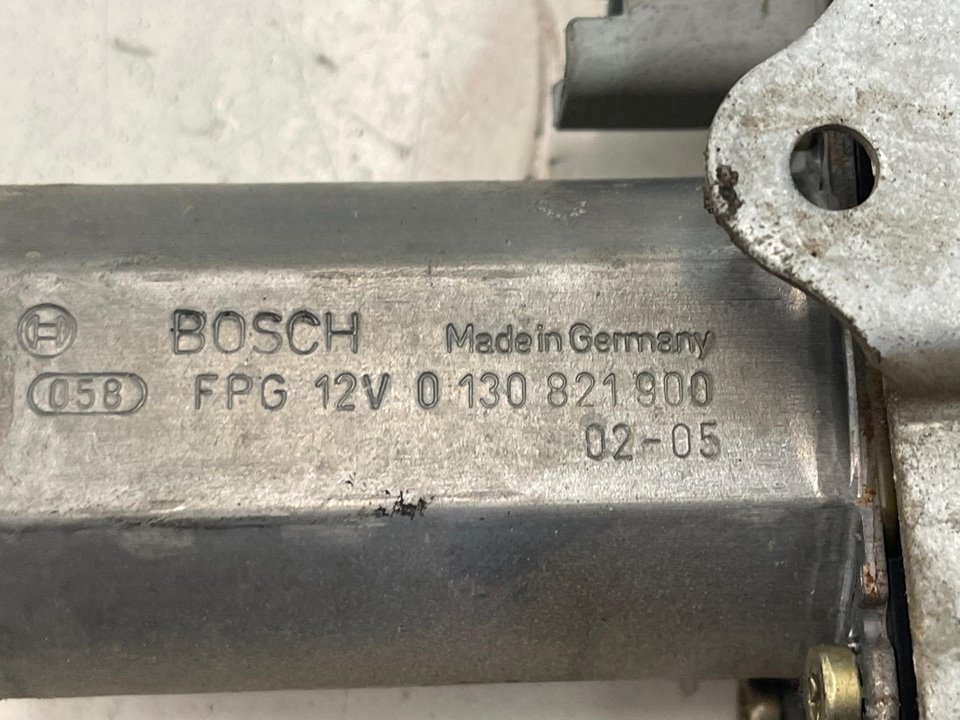 BOSCH Made in Germany
058 FPG 12V 0 130 821 900
02-05